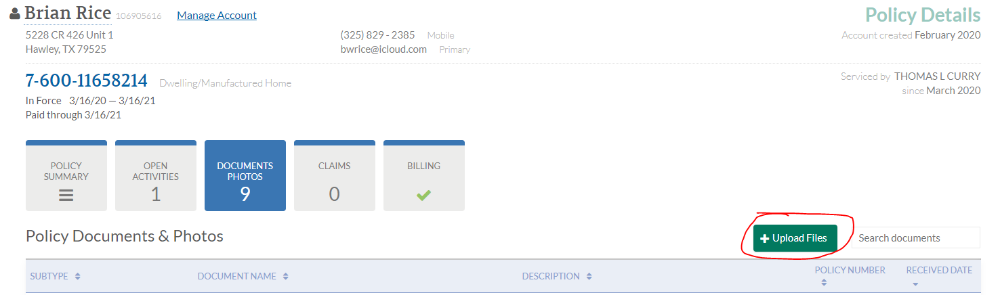 Brian Rice 106905616 Manage Account Policy Details
5228 CR 426 Unit 1 (325) 829 - 2385 Mobile Account created February 2020
Hawley, TX 79525 bwrice@icloud.com Primary
7-600-11658214 Dwelling/Manufactured Home Serviced by THOMAS L CURRY
since March 2020
In Force 3/16/20 — 3/16/21
Paid through 3/16/21
POLICY SUMMARY
OPEN ACTIVITIES 1
DOCUMENTS PHOTOS 9
CLAIMS 0
BILLING
Policy Documents & Photos Upload Files Search documents
SUBTYPE DOCUMENT NAME DESCRIPTION POLICY NUMBER RECEIVED DATE